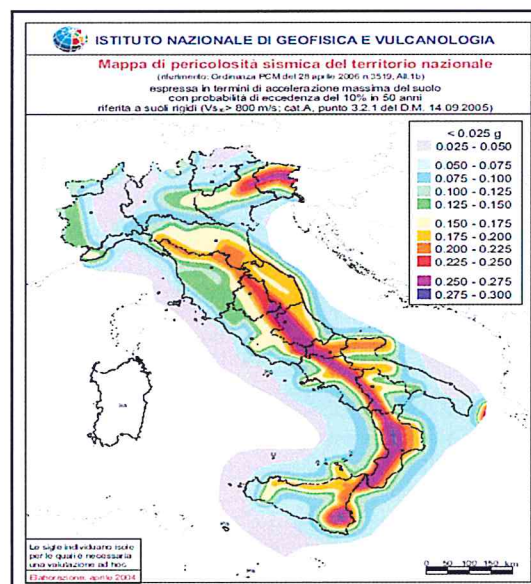 ISTITUTO NAZIONALE DI GEOFISICA E VULCANOLOGIA
Mappa di pericolosità sismica del territorio nazionale
(riferimento: Ordinanza PCM del 28 aprile 2006 n.3519, All.1b)
espressa in termini di accelerazione massima del suolo
con probabilità di eccedenza del 10% in 50 anni
riferita a suoli rigidi (Vs₃₀> 800 m/s; cat.A, punto 3.2.1 del D.M. 14.09.2005)
< 0.025 g
0.025 - 0.050
0.050 - 0.075
0.075 - 0.100
0.100 - 0.125
0.125 - 0.150
0.150 - 0.175
0.175 - 0.200
0.200 - 0.225
0.225 - 0.250
0.250 - 0.275
0.275 - 0.300
Le sigle individuano isole
per le quali è necessaria
una valutazione ad hoc
Elaborazione: aprile 2004
0 50 100 150 km